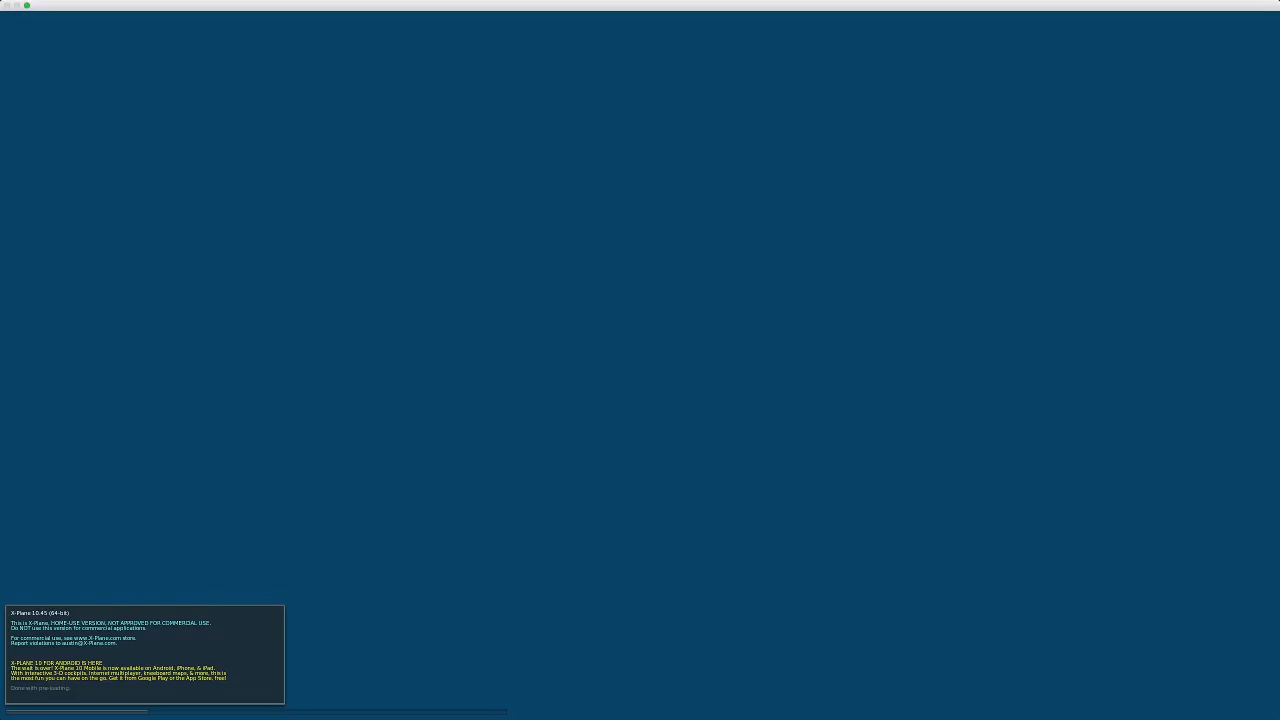 X-Plane 10.45 (64-bit)
This is X-Plane, HOME-USE VERSION, NOT APPROVED FOR COMMERCIAL USE.
Do NOT use this version for commercial applications.
For commercial use, see www.X-Plane.com store.
Report violations to austin@X-Plane.com.
X-PLANE 10 FOR ANDROID IS HERE
The wait is over! X-Plane 10 Mobile is now available on Android, iPhone, & iPad.
With interactive 3-D cockpits, Internet multiplayer, kneeboard maps, & more, this is
the most fun you can have on the go. Get it from Google Play or the App Store, free!
Done with pre-loading.